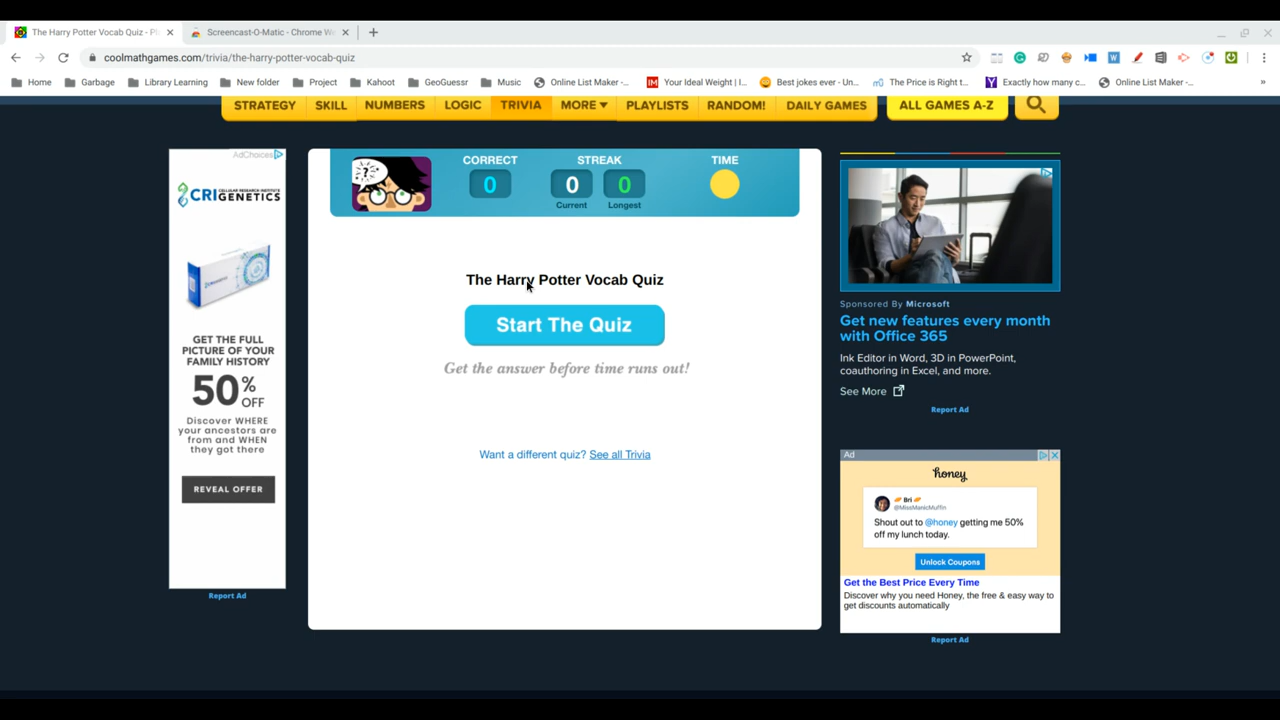 The Harry Potter Vocab Quiz - Pl
Screencast-O-Matic - Chrome We
coolmathgames.com/trivia/the-harry-potter-vocab-quiz
Home
Garbage
Library Learning
New folder
Project
Kahoot
GeoGuessr
Music
Online List Maker -...
Your Ideal Weight | I...
Best jokes ever - Un...
The Price is Right t...
Exactly how many c...
Online List Maker -...
STRATEGY
SKILL
NUMBERS
LOGIC
TRIVIA
MORE
PLAYLISTS
RANDOM!
DAILY GAMES
ALL GAMES A-Z
AdChoices
CRI CELLULAR RESEARCH INSTITUTE
GENETICS
GET THE FULL
PICTURE OF YOUR
FAMILY HISTORY
50% OFF
Discover WHERE
your ancestors are
from and WHEN
they got there
REVEAL OFFER
Report Ad
?
CORRECT
0
STREAK
0 0
Current Longest
TIME
The Harry Potter Vocab Quiz
Start The Quiz
Get the answer before time runs out!
Want a different quiz? See all Trivia
Sponsored By Microsoft
Get new features every month
with Office 365
Ink Editor in Word, 3D in PowerPoint,
coauthoring in Excel, and more.
See More
Report Ad
Ad
honey
Bri
@MissManicMuffin
Shout out to @honey getting me 50%
off my lunch today.
Unlock Coupons
Get the Best Price Every Time
Discover why you need Honey, the free & easy way to
get discounts automatically
Report Ad